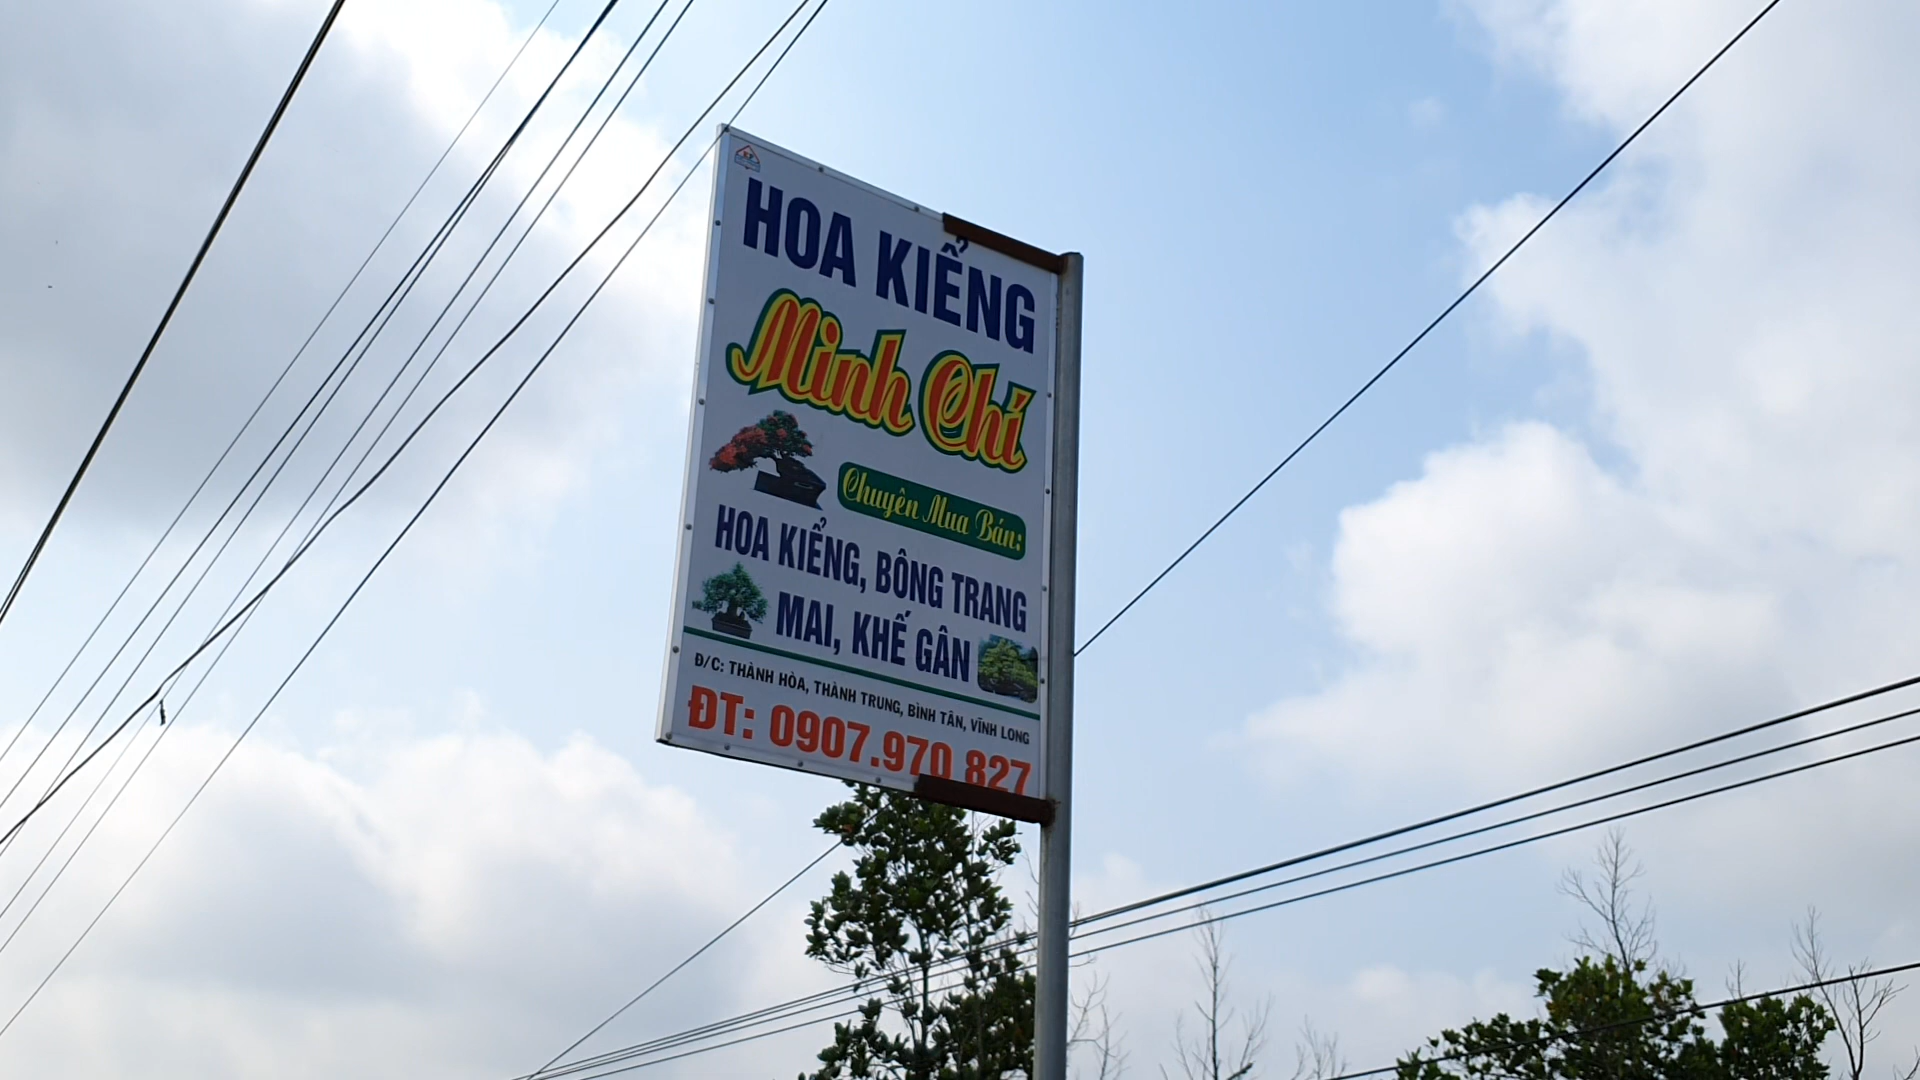 HOA KIỂNG
Minh Chí
Chuyên Mua Bán:
HOA KIỂNG, BÔNG TRANG
MAI, KHẾ GÂN
Đ/C: THÀNH HÒA, THÀNH TRUNG, BÌNH TÂN, VĨNH LONG
ĐT: 0907.970 827